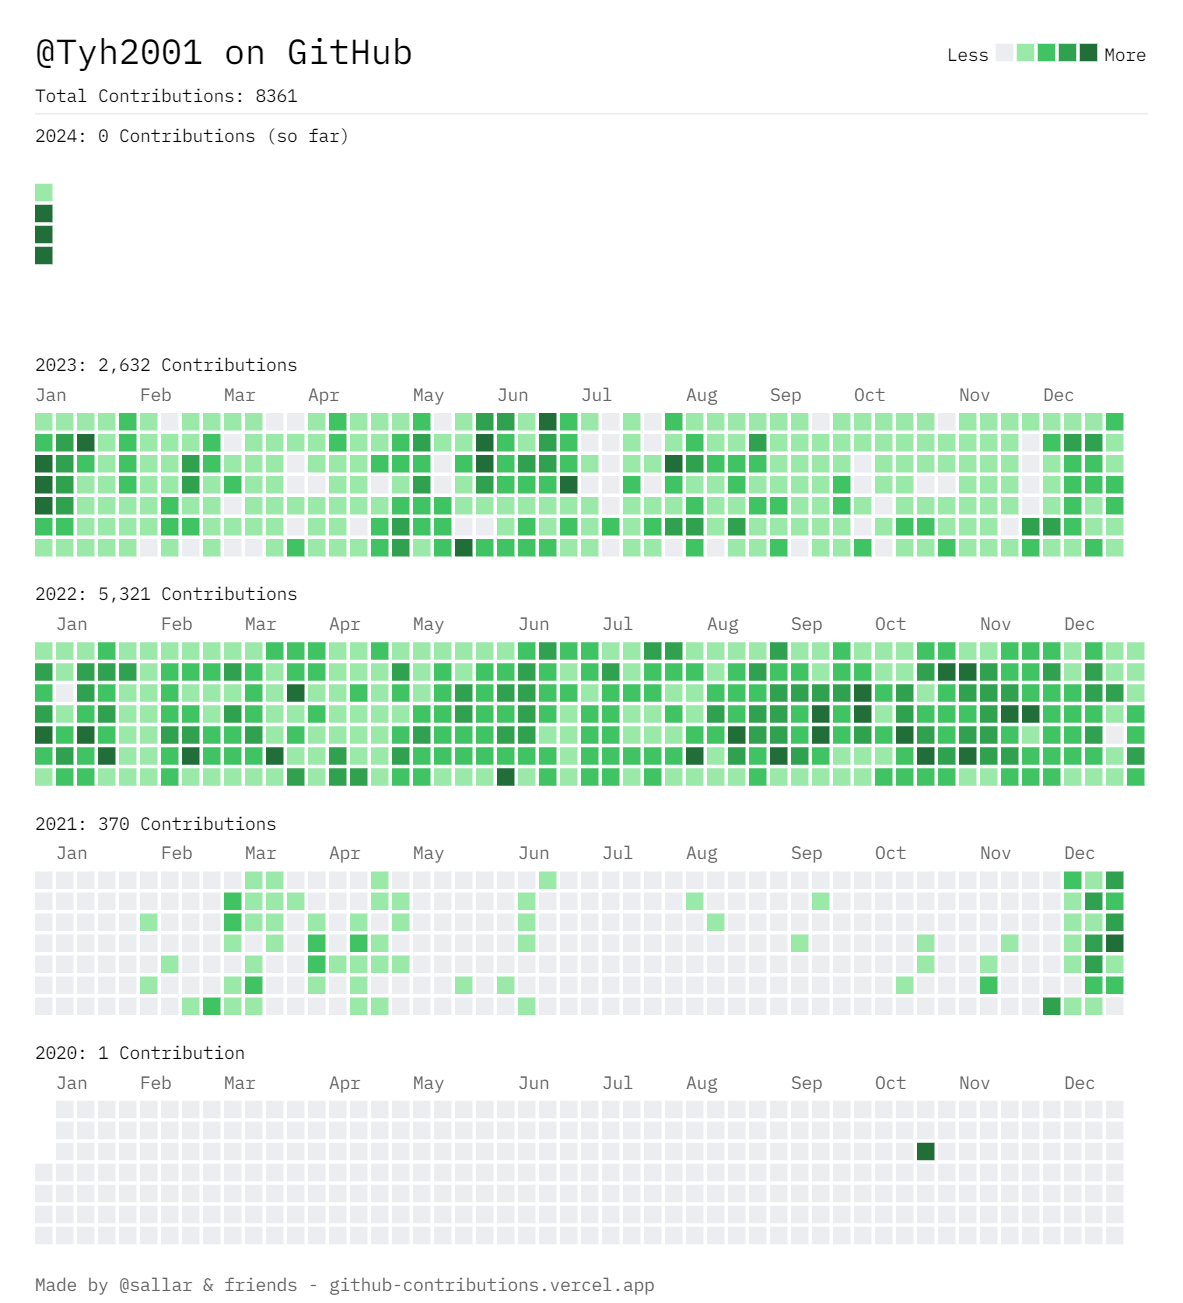 @Tyh2001 on GitHub
Less More
Total Contributions: 8361
2024: 0 Contributions (so far)
2023: 2,632 Contributions
Jan Feb Mar Apr May Jun Jul Aug Sep Oct Nov Dec
2022: 5,321 Contributions
Jan Feb Mar Apr May Jun Jul Aug Sep Oct Nov Dec
2021: 370 Contributions
Jan Feb Mar Apr May Jun Jul Aug Sep Oct Nov Dec
2020: 1 Contribution
Jan Feb Mar Apr May Jun Jul Aug Sep Oct Nov Dec
Made by @sallar & friends - github-contributions.vercel.app